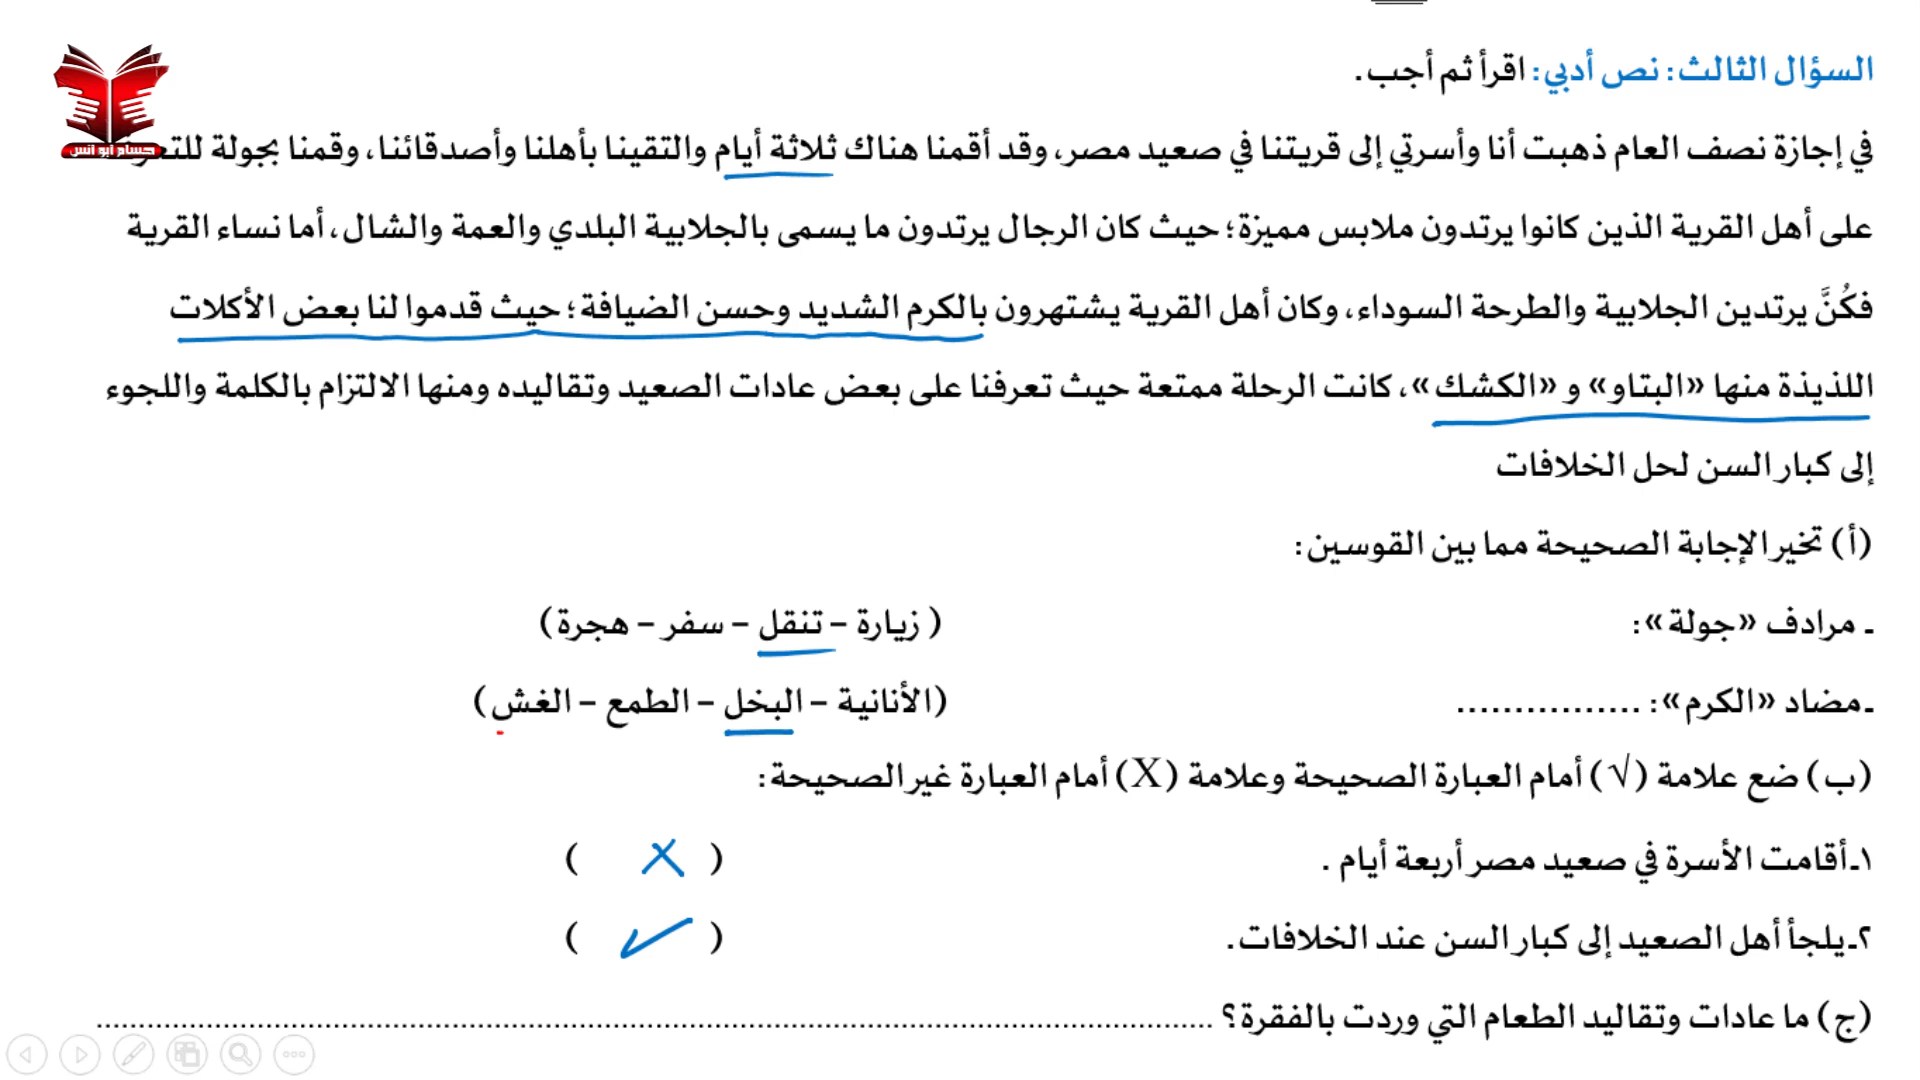 السؤال الثالث: نص أدبي: اقرأ ثم أجب.
في إجازة نصف العام ذهبت أنا وأسرتي إلى قريتنا في صعيد مصر، وقد أقمنا هناك ثلاثة أيام والتقينا بأهلنا وأصدقائنا، وقمنا بجولة
على أهل القرية الذين كانوا يرتدون ملابس مميزة؛ حيث كان الرجال يرتدون ما يسمى بالجلابية البلدي والعمة والشال، أما نساء القرية
فكُنَّ يرتدين الجلابية والطرحة السوداء، وكان أهل القرية يشتهرون بالكرم الشديد وحسن الضيافة؛ حيث قدموا لنا بعض الأكلات
اللذيذة منها «البتاو» و «الكشك»، كانت الرحلة ممتعة حيث تعرفنا على بعض عادات الصعيد وتقاليده ومنها الالتزام بالكلمة واللجوء
إلى كبار السن لحل الخلافات
(أ) تخير الإجابة الصحيحة مما بين القوسين:
ـ مرادف «جولة»: ( زيارة – تنقل – سفر – هجرة)
ـ مضاد «الكرم»: ................ (الأنانية – البخل – الطمع – الغش)
(ب) ضع علامة (√) أمام العبارة الصحيحة وعلامة (X) أمام العبارة غير الصحيحة:
١ـ أقامت الأسرة في صعيد مصر أربعة أيام . ( X )
٢ـ يلجأ أهل الصعيد إلى كبار السن عند الخلافات. ( ✓ )
(ج) ما عادات وتقاليد الطعام التي وردت بالفقرة؟ ................................................
حسام أبو أنس